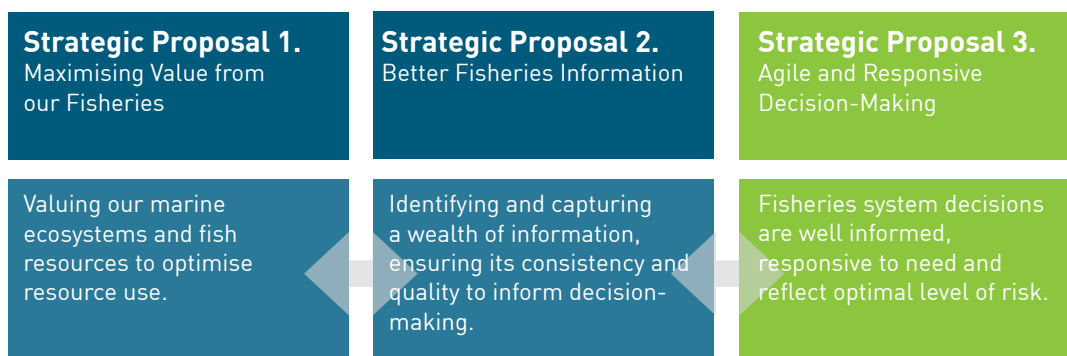 Strategic Proposal 1.
Maximising Value from
our Fisheries
Strategic Proposal 2.
Better Fisheries Information
Strategic Proposal 3.
Agile and Responsive
Decision-Making
Valuing our marine
ecosystems and fish
resources to optimise
resource use.
Identifying and capturing
a wealth of information,
ensuring its consistency and
quality to inform decision-
making.
Fisheries system decisions
are well informed,
responsive to need and
reflect optimal level of risk.